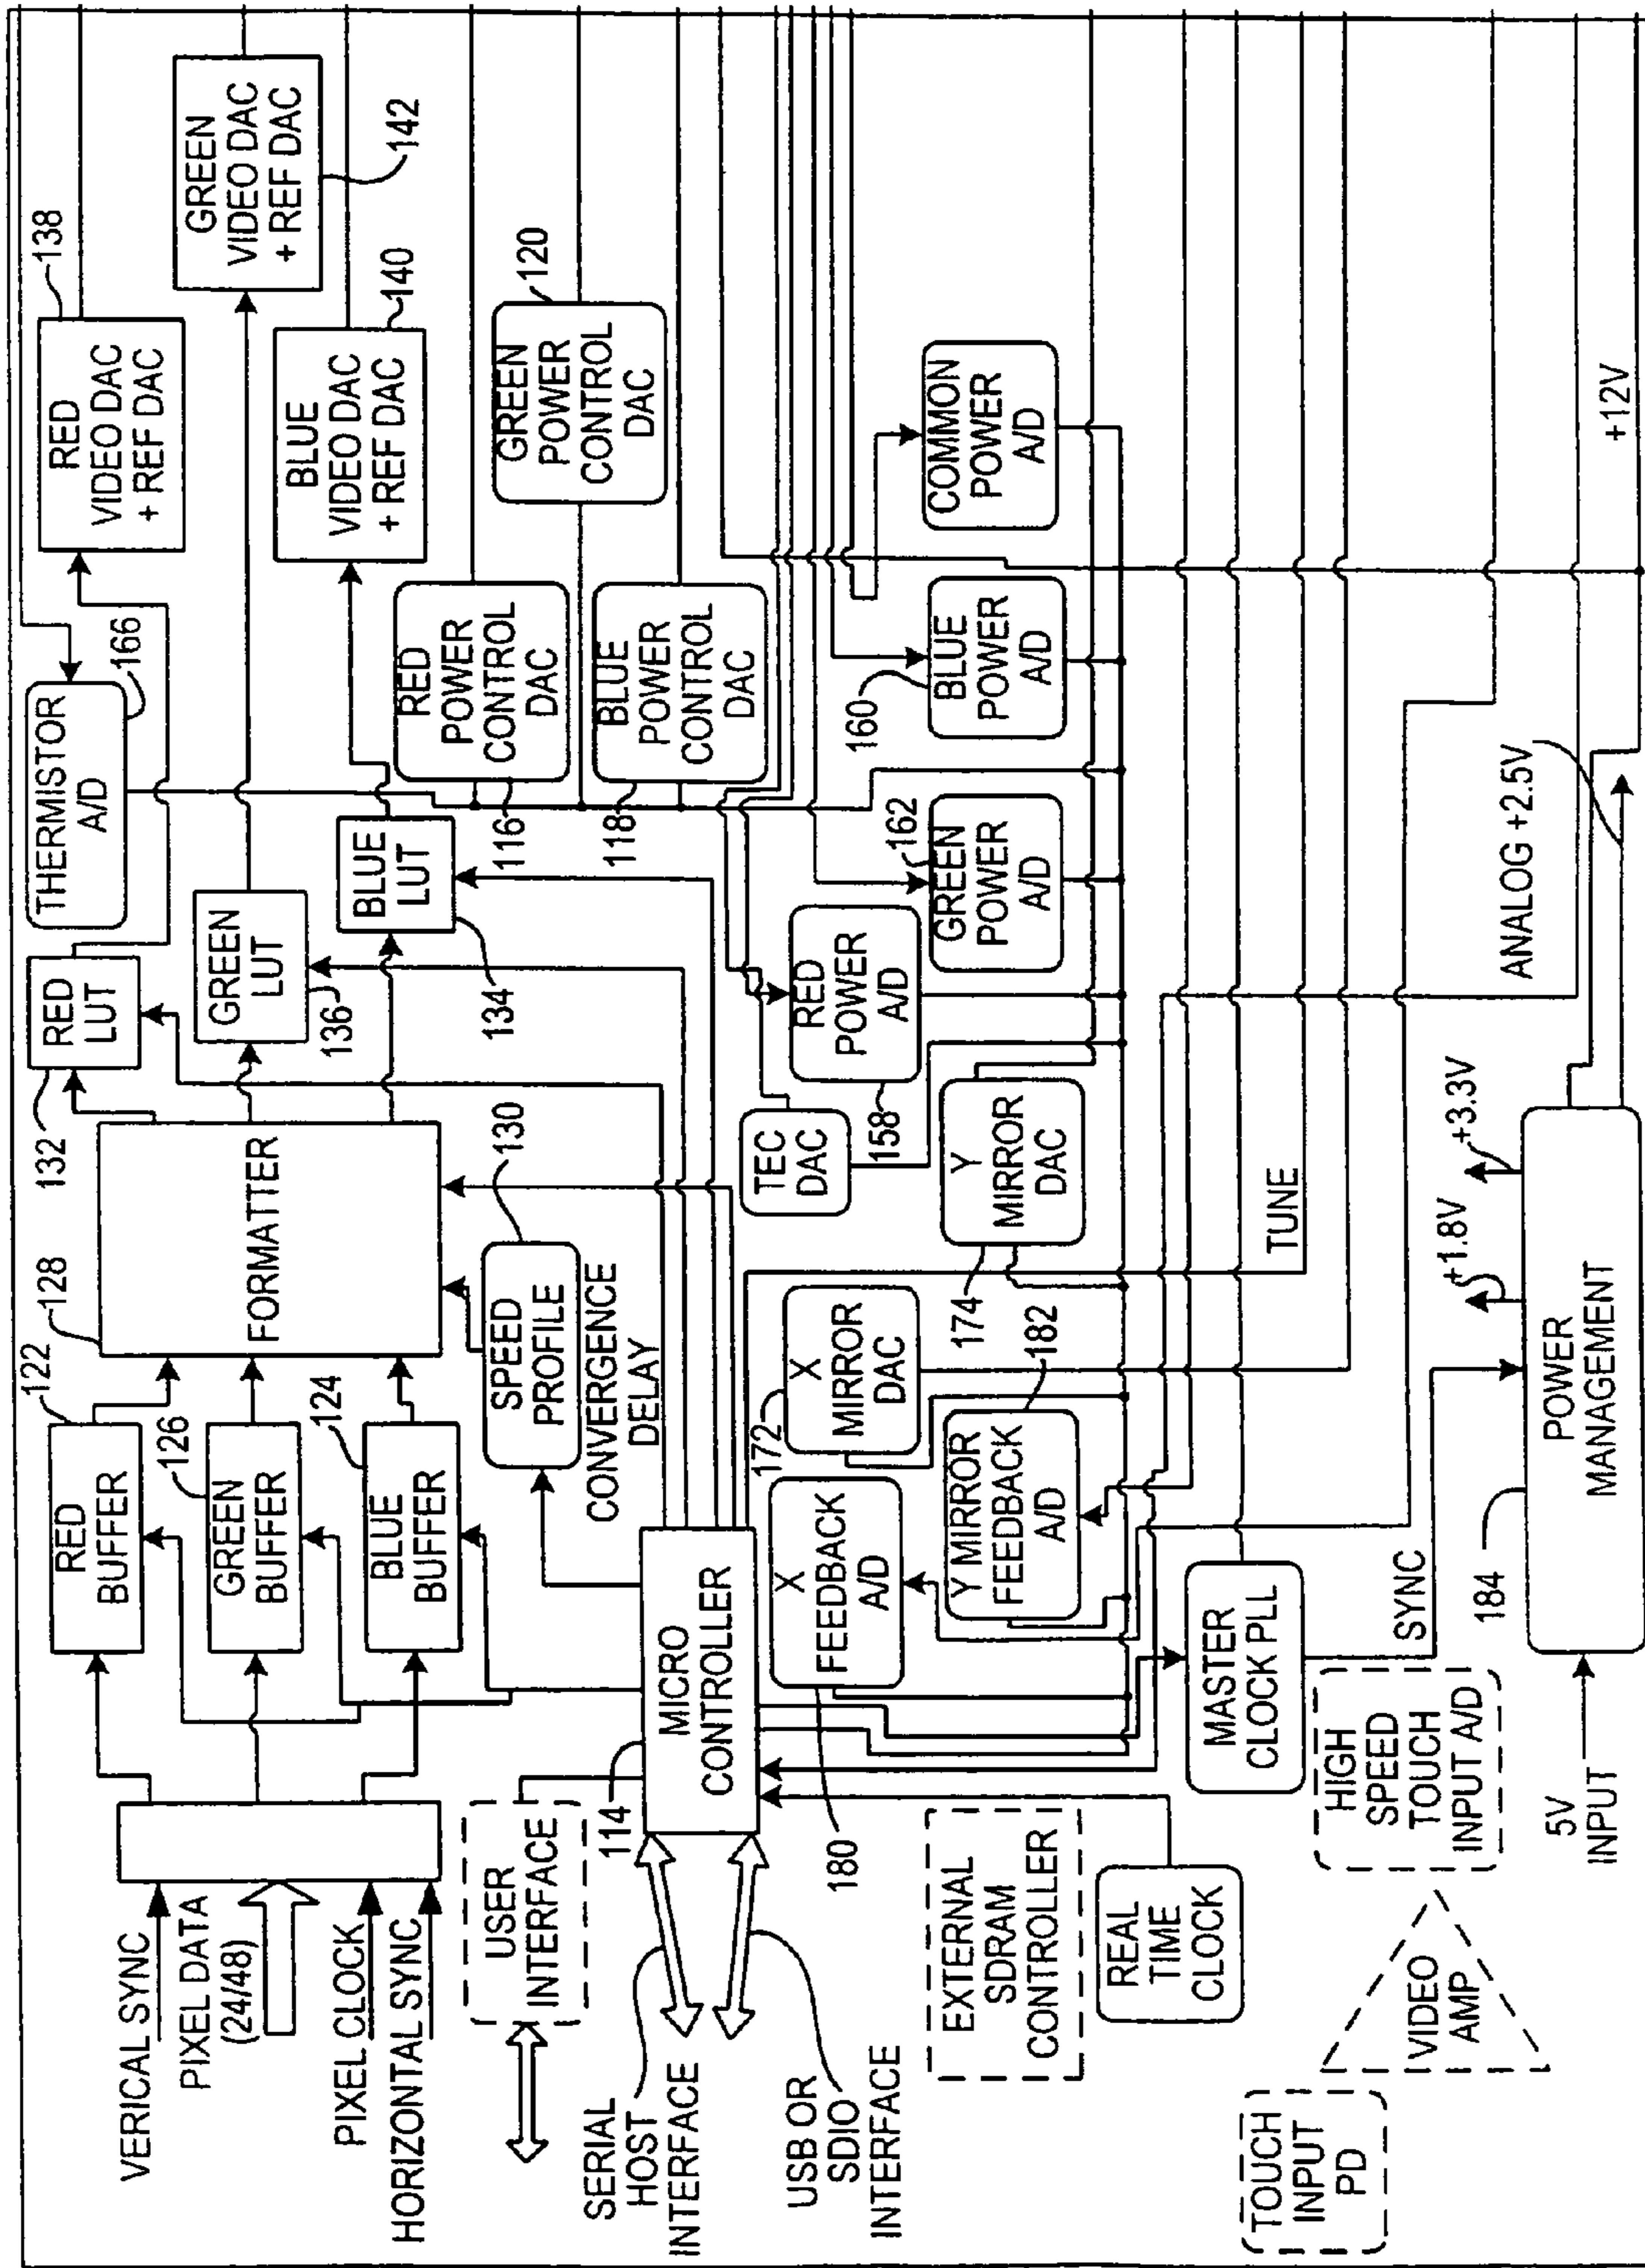 VERICAL SYNC
PIXEL DATA
(24/48)
PIXEL CLOCK
HORIZONTAL SYNC
RED
BUFFER
122
GREEN
BUFFER
126
BLUE
BUFFER
124
128
FORMATTER
132
RED
LUT
GREEN
LUT
136
BLUE
LUT
134
THERMISTOR
A/D
166
RED
VIDEO DAC
+ REF DAC
138
GREEN
VIDEO DAC
+ REF DAC
142
BLUE
VIDEO DAC
+ REF DAC
140
USER
INTERFACE
SPEED
PROFILE
130
CONVERGENCE
DELAY
RED
POWER
CONTROL
DAC
116
GREEN
POWER
CONTROL
DAC
120
BLUE
POWER
CONTROL
DAC
118
SERIAL
HOST
INTERFACE
USB OR
SDIO
INTERFACE
114
MICRO
CONTROLLER
X
FEEDBACK
A/D
180
X
MIRROR
DAC
172
TEC
DAC
RED
POWER
A/D
158
Y MIRROR
FEEDBACK
A/D
182
Y
MIRROR
DAC
174
GREEN
POWER
A/D
162
BLUE
POWER
A/D
160
COMMON
POWER
A/D
EXTERNAL
SDRAM
CONTROLLER
REAL
TIME
CLOCK
MASTER
CLOCK PLL
TUNE
SYNC
TOUCH
INPUT
PD
VIDEO
AMP
HIGH
SPEED
TOUCH
INPUT A/D
5V
INPUT
184
POWER
MANAGEMENT
+1.8V
+3.3V
ANALOG +2.5V
+12V